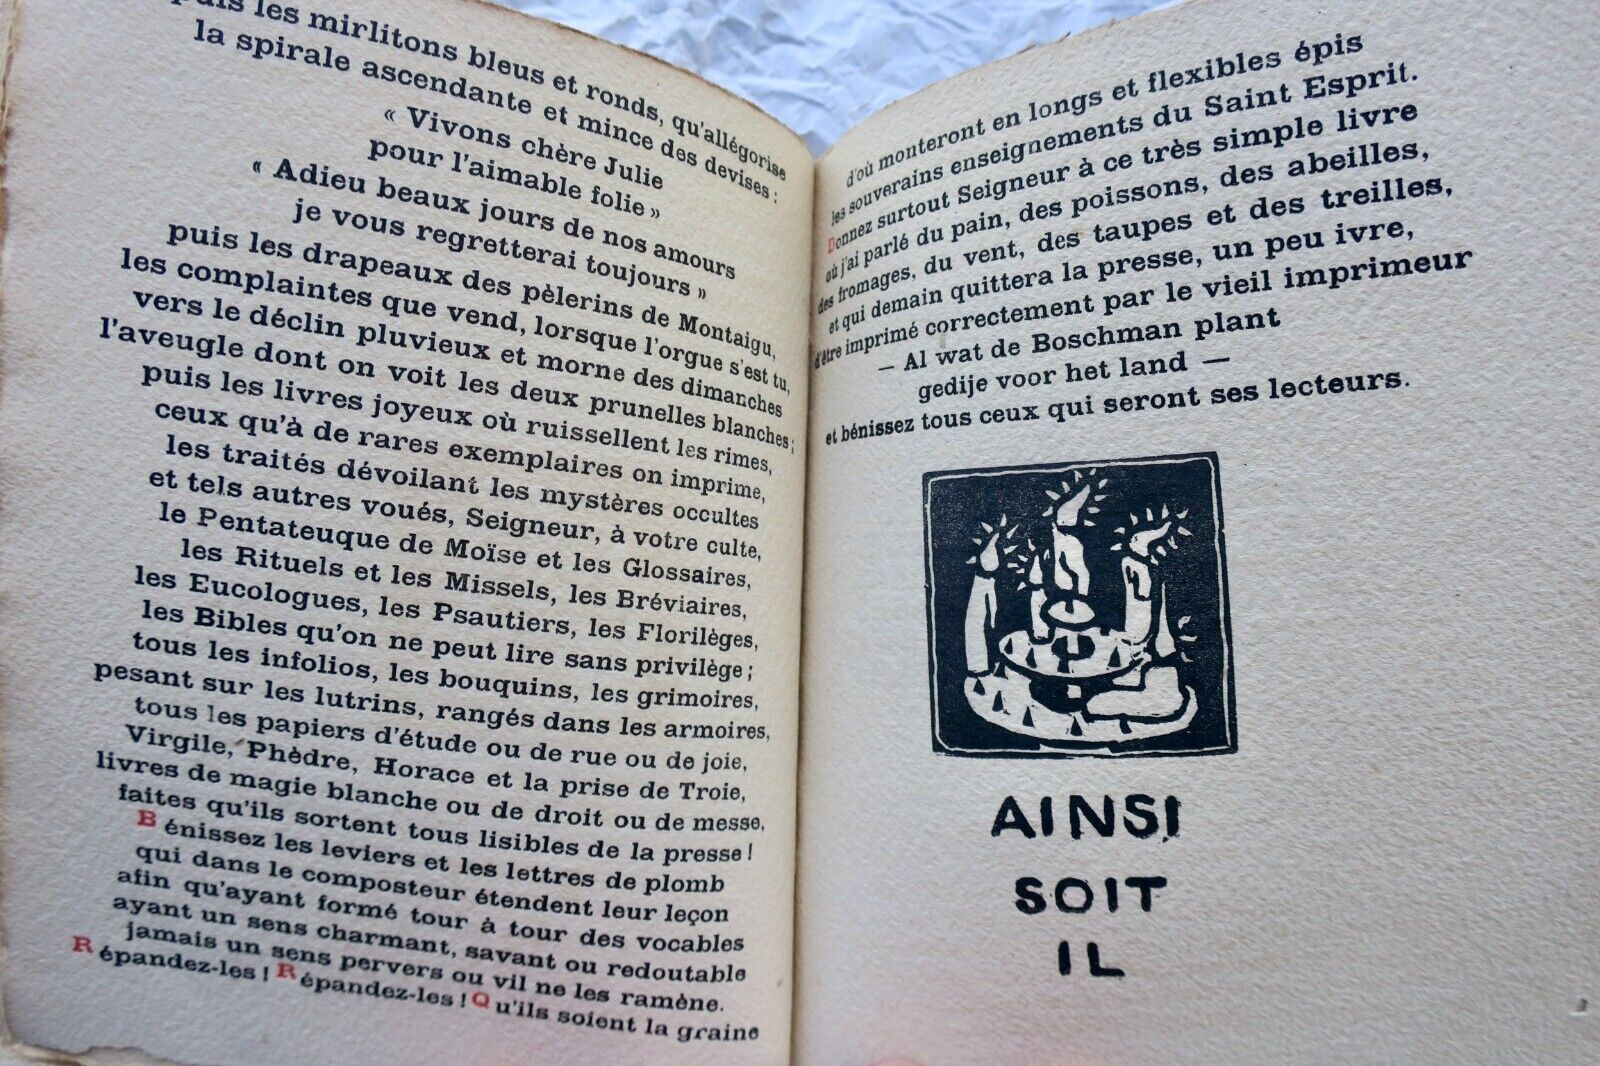 puis les mirlitons bleus et ronds, qu'allégorise
la spirale ascendante et mince des devises :
« Vivons chère Julie
pour l'aimable folie »
« Adieu beaux jours de nos amours
je vous regretterai toujours »
puis les drapeaux des pèlerins de Montaigu,
les complaintes que vend, lorsque l'orgue s'est tu,
vers le déclin pluvieux et morne des dimanches
l'aveugle dont on voit les deux prunelles blanches ;
puis les livres joyeux où ruissellent les rimes,
ceux qu'à de rares exemplaires on imprime,
les traités dévoilant les mystères occultes
et tels autres voués, Seigneur, à votre culte,
le Pentateuque de Moïse et les Glossaires,
les Rituels et les Missels, les Bréviaires,
les Eucologues, les Psautiers, les Florilèges,
les Bibles qu'on ne peut lire sans privilège ;
tous les infolios, les bouquins, les grimoires,
pesant sur les lutrins, rangés dans les armoires,
tous les papiers d'étude ou de rue ou de joie,
Virgile, Phèdre, Horace et la prise de Troie,
livres de magie blanche ou de droit ou de messe,
faites qu'ils sortent tous lisibles de la presse !
Bénissez les leviers et les lettres de plomb
qui dans le composteur étendent leur leçon
afin qu'ayant formé tour à tour des vocables
ayant un sens charmant, savant ou redoutable
jamais un sens pervers ou vil ne les ramène.
Répandez-les ! Répandez-les ! Qu'ils soient la graine
d'où monteront en longs et flexibles épis
les souverains enseignements du Saint Esprit.
Donnez surtout Seigneur à ce très simple livre
où j'ai parlé du pain, des poissons, des abeilles,
des fromages, du vent, des taupes et des treilles,
et qui demain quittera la presse, un peu ivre,
d'être imprimé correctement par le vieil imprimeur
— Al wat de Boschman plant
gedije voor het land —
et bénissez tous ceux qui seront ses lecteurs.
AINSI
SOIT
IL